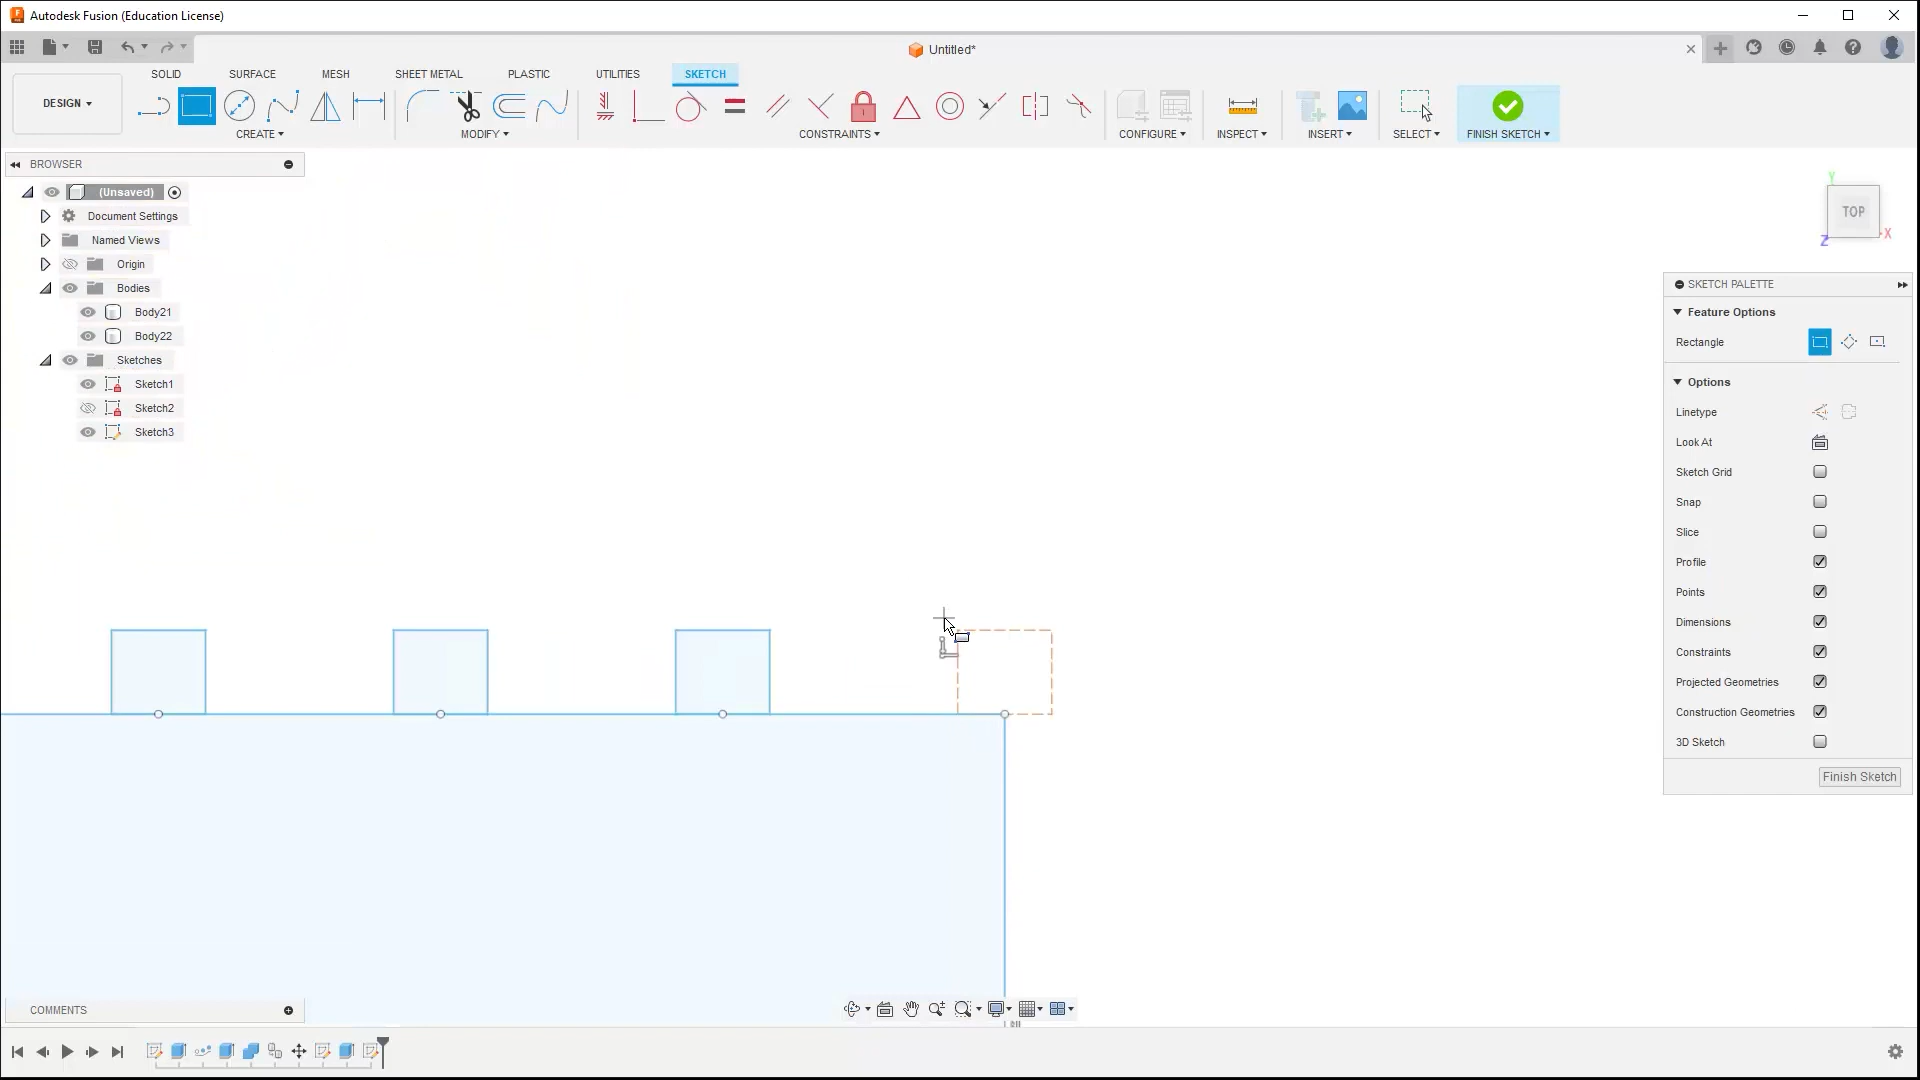 Autodesk Fusion (Education License)
Untitled*
SOLID SURFACE MESH SHEET METAL PLASTIC UTILITIES SKETCH
DESIGN
CREATE MODIFY CONSTRAINTS CONFIGURE INSPECT INSERT SELECT FINISH SKETCH
BROWSER
(Unsaved)
Document Settings
Named Views
Origin
Bodies
Body21
Body22
Sketches
Sketch1
Sketch2
Sketch3
Y
TOP
Z
X
SKETCH PALETTE
Feature Options
Rectangle
Options
Linetype
Look At
Sketch Grid
Snap
Slice
Profile
Points
Dimensions
Constraints
Projected Geometries
Construction Geometries
3D Sketch
Finish Sketch
COMMENTS